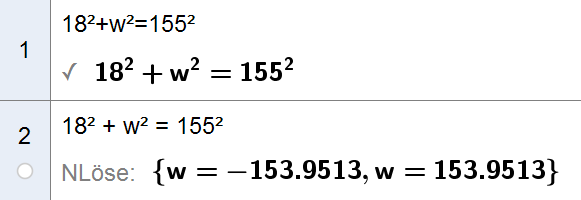 1
18²+w²=155²
✓ 18² + w² = 155²
2
18² + w² = 155²
NLöse: {w = −153.9513, w = 153.9513}